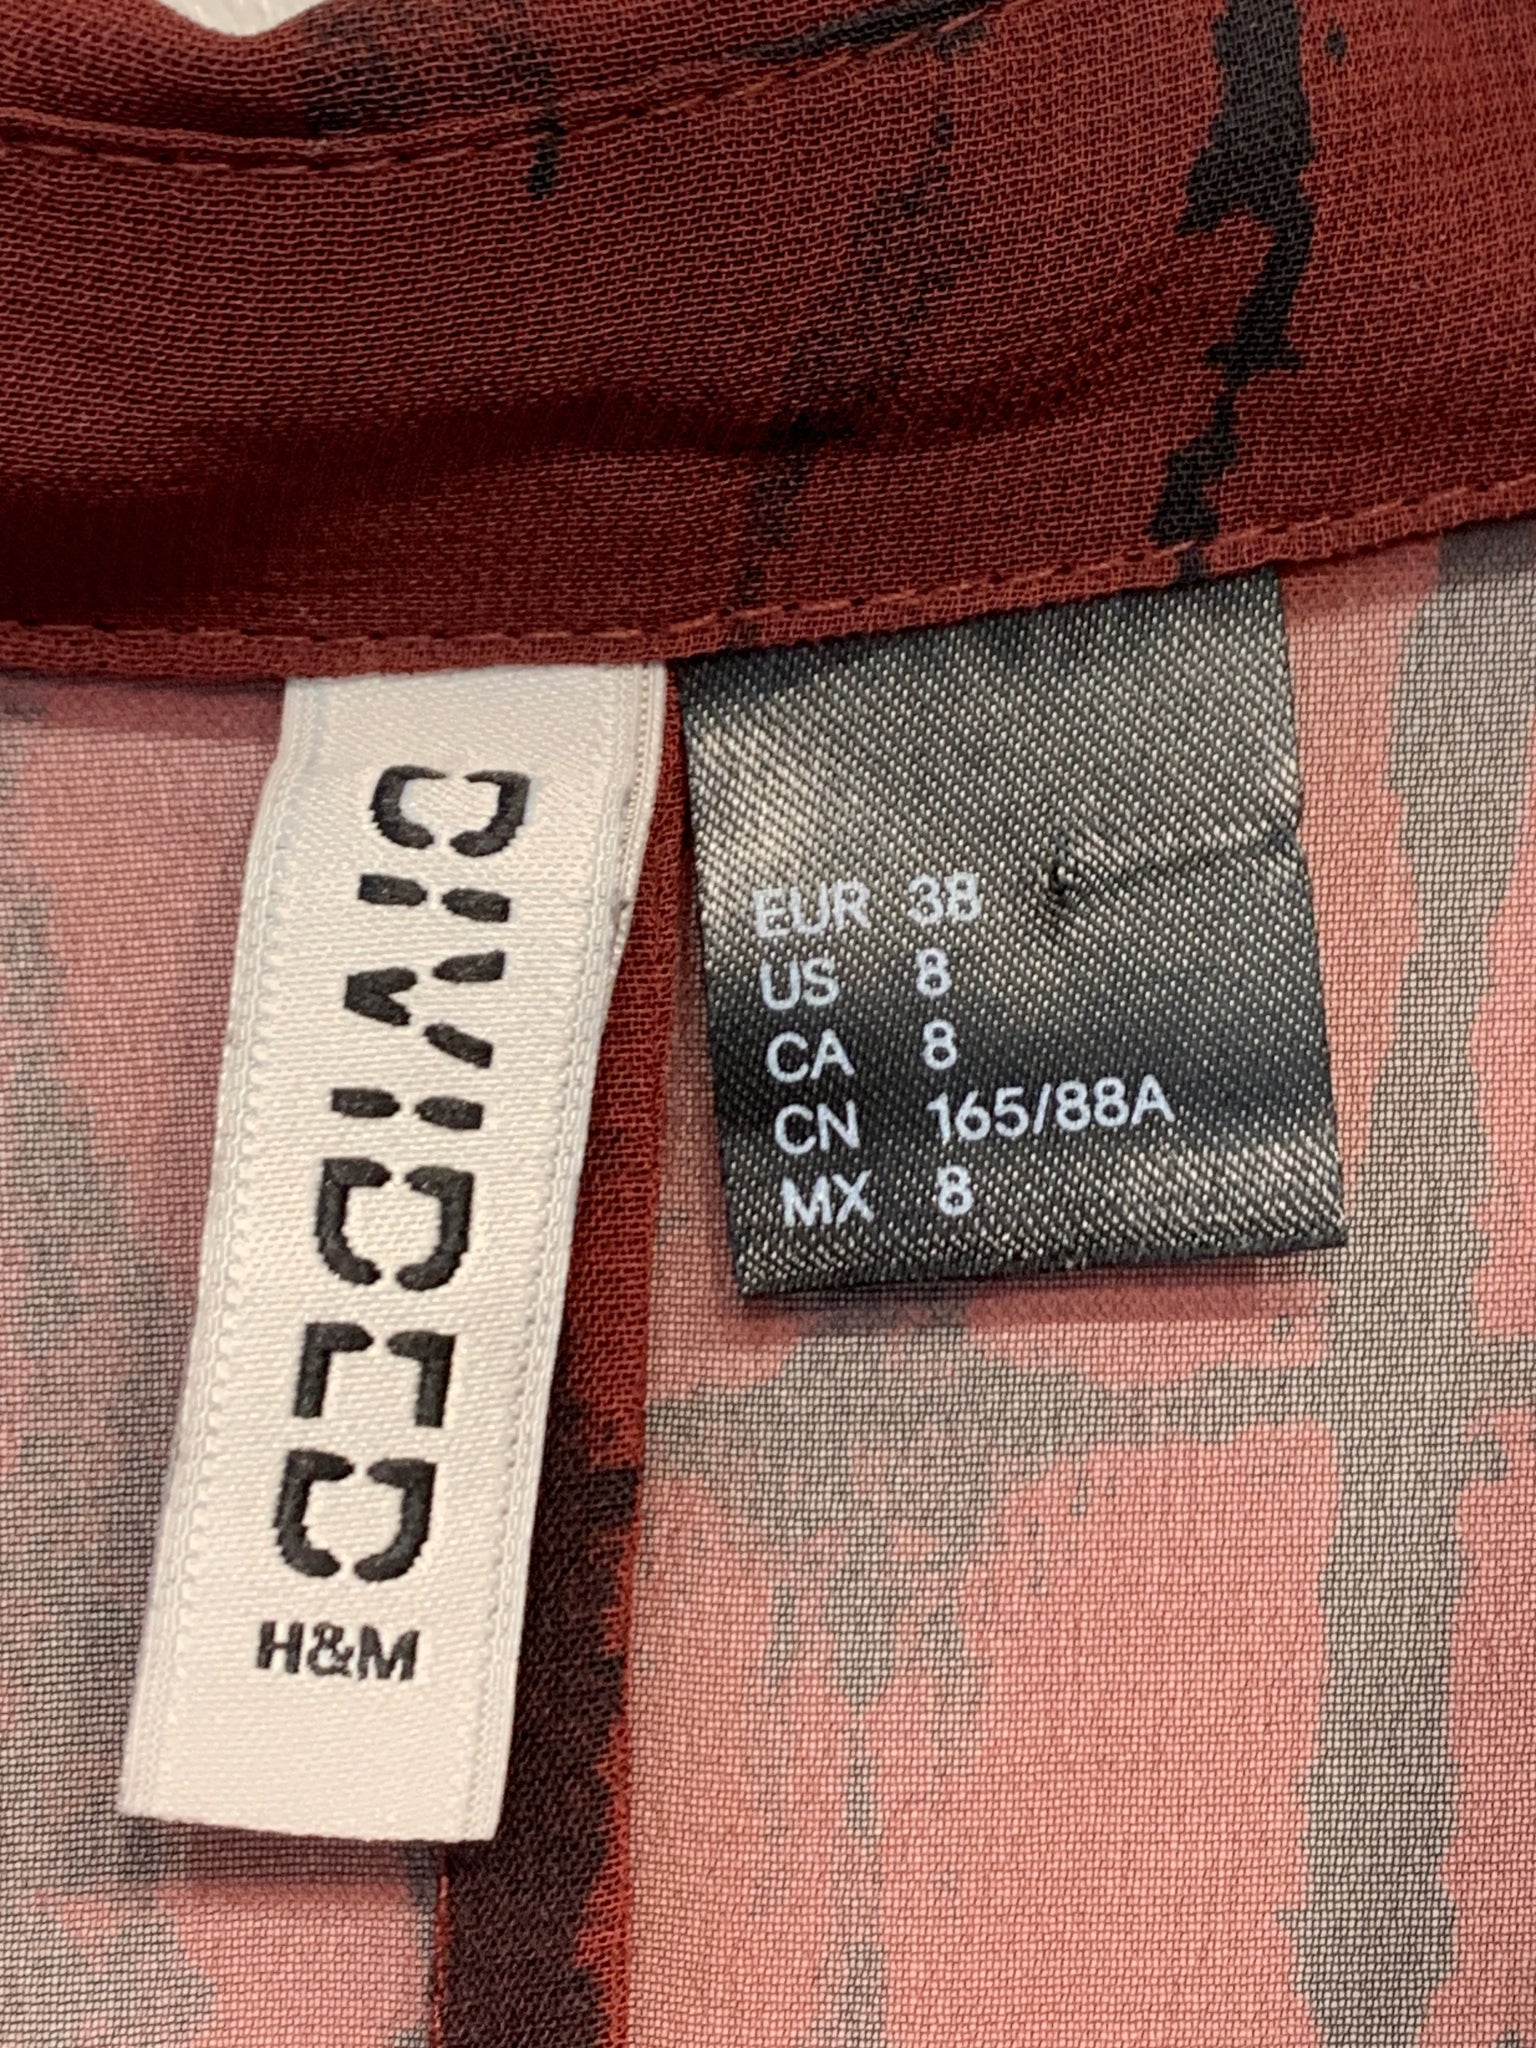 DIVIDED
H&M
EUR 38
US 8
CA 8
CN 165/88A
MX 8